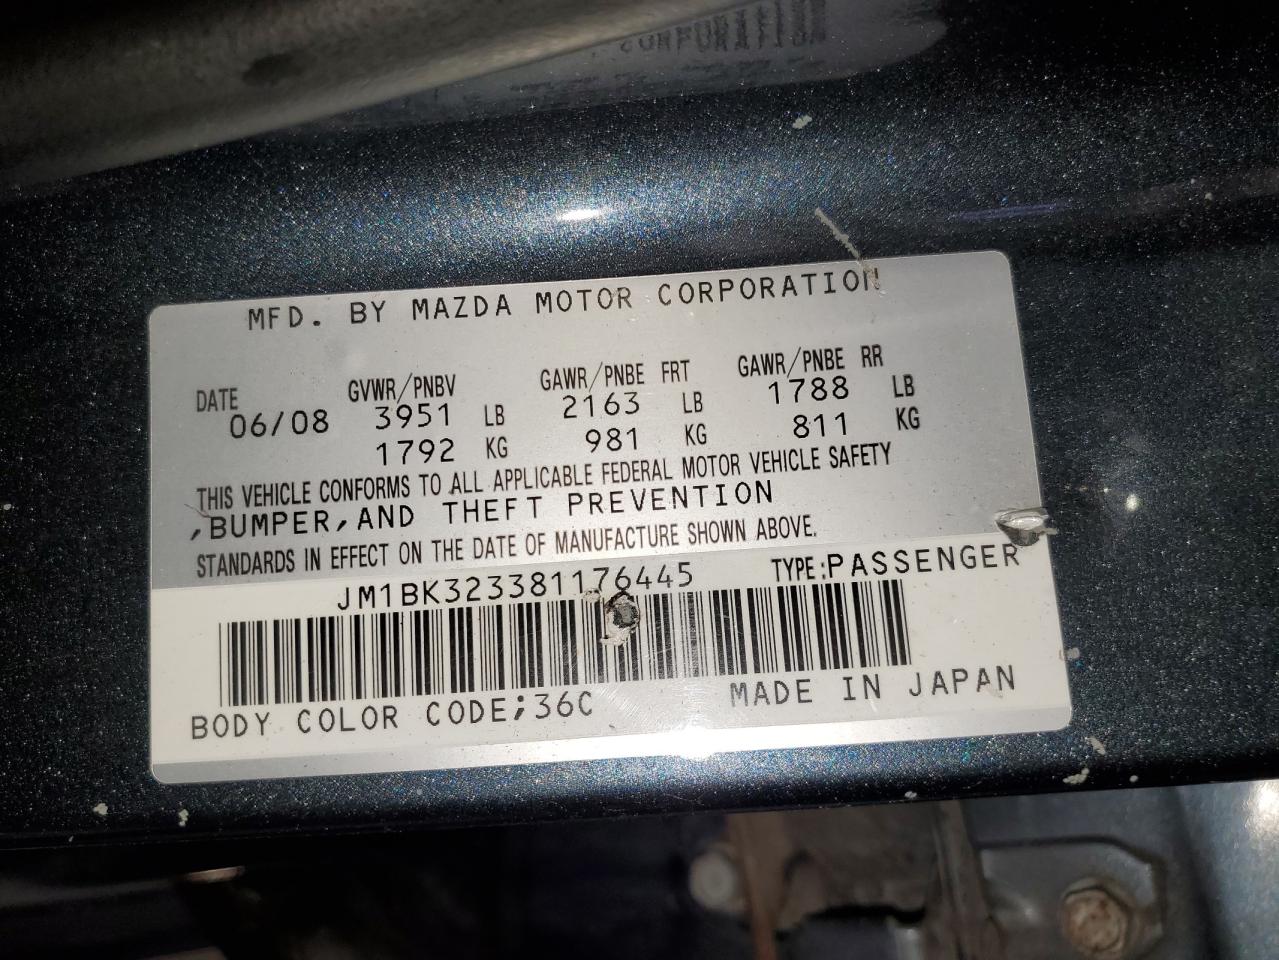 CORPORATION
MFD. BY MAZDA MOTOR CORPORATION
DATE GVWR/PNBV GAWR/PNBE FRT GAWR/PNBE RR
06/08 3951 LB 2163 LB 1788 LB
1792 KG 981 KG 811 KG
THIS VEHICLE CONFORMS TO ALL APPLICABLE FEDERAL MOTOR VEHICLE SAFETY
,BUMPER,AND THEFT PREVENTION
STANDARDS IN EFFECT ON THE DATE OF MANUFACTURE SHOWN ABOVE.
JM1BK323381176445 TYPE:PASSENGER
BODY COLOR CODE;36C MADE IN JAPAN